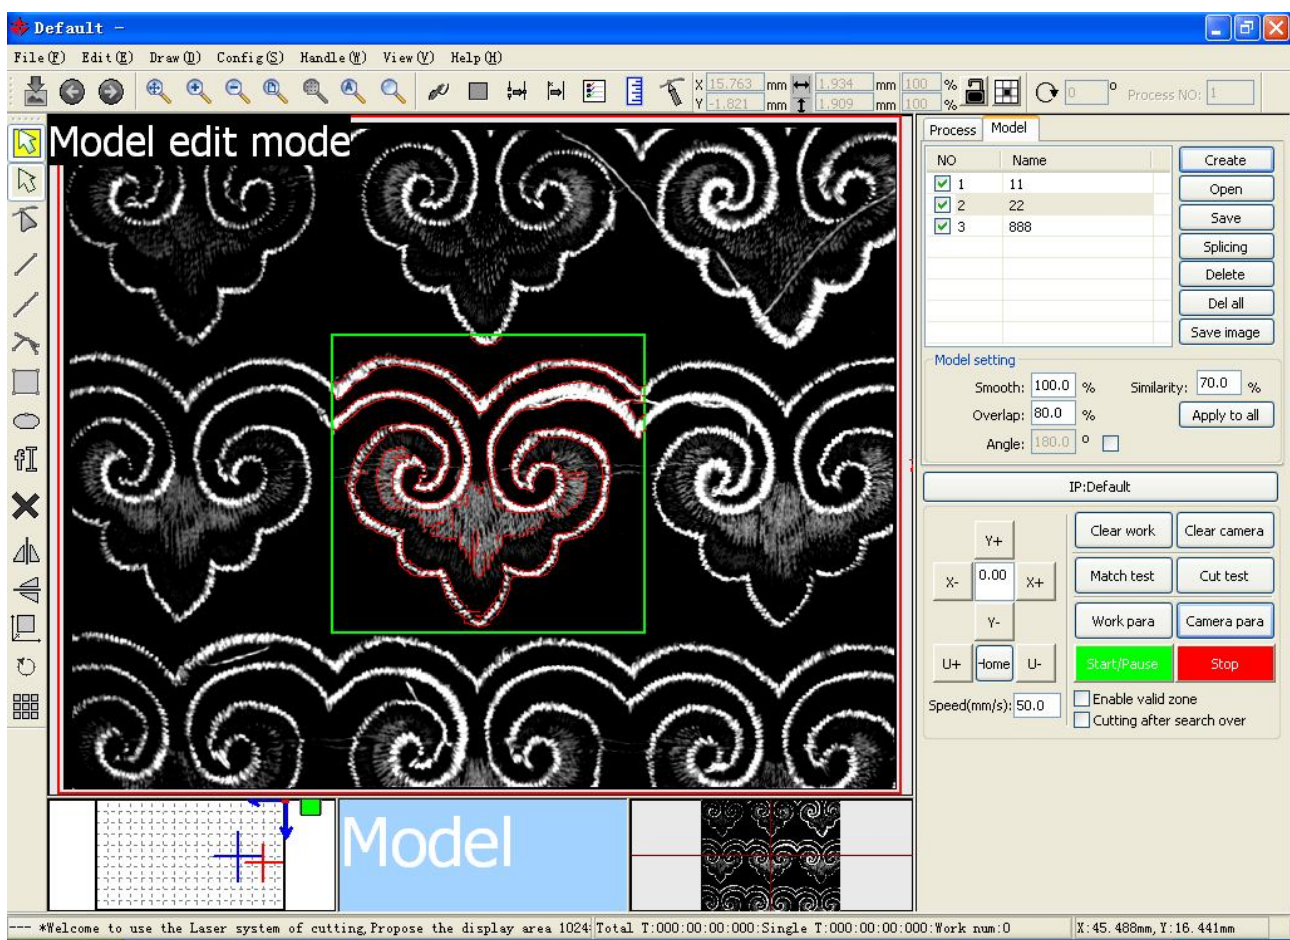 Default -
File(F) Edit(E) Draw(D) Config(S) Handle(W) View(V) Help(H)
X 15.763 mm 1.934 mm 100 %
Y -1.821 mm 1.909 mm 100 %
0 ° Process NO: 1
Model edit mode
Process Model
NO Name
1 11
2 22
3 888
Create
Open
Save
Splicing
Delete
Del all
Save image
Model setting
Smooth: 100.0 % Similarity: 70.0 %
Overlap: 80.0 % Apply to all
Angle: 180.0 °
IP:Default
Y+
X- 0.00 X+
Y-
U+ Home U-
Speed(mm/s): 50.0
Clear work Clear camera
Match test Cut test
Work para Camera para
Start/Pause Stop
Enable valid zone
Cutting after search over
Model
--- *Welcome to use the Laser system of cutting,Propose the display area 1024 Total T:000:00:00:000:Single T:000:00:00:000:Work num:0 X:45.488mm,Y:16.441mm